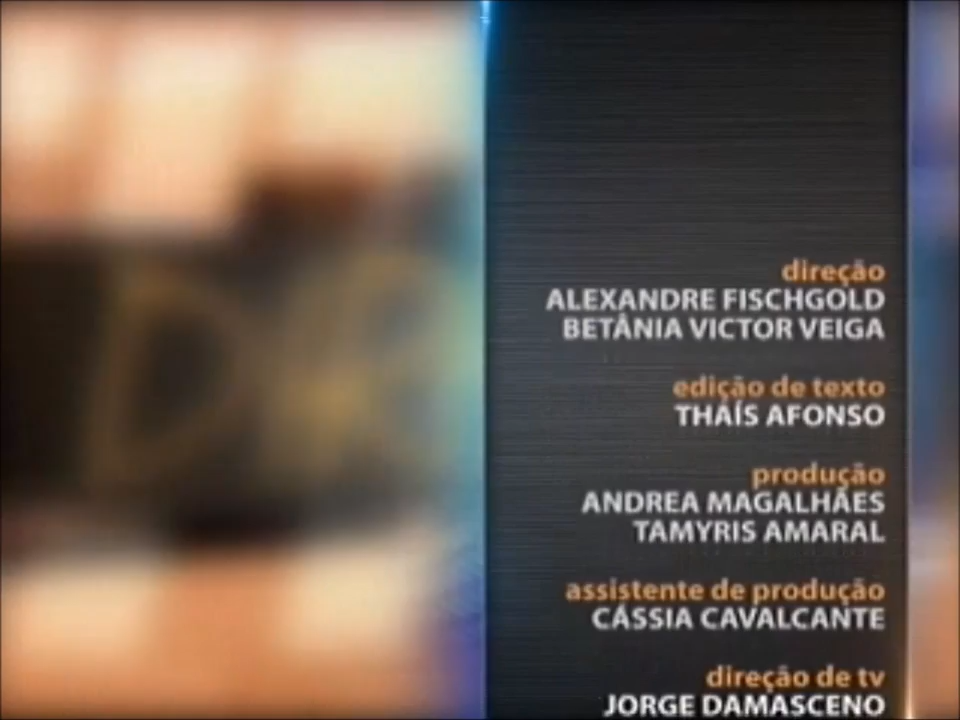 direção
ALEXANDRE FISCHGOLD
BETÂNIA VICTOR VEIGA
edição de texto
THAÍS AFONSO
produção
ANDREA MAGALHÃES
TAMYRIS AMARAL
assistente de produção
CÁSSIA CAVALCANTE
direção de tv
JORGE DAMASCENO